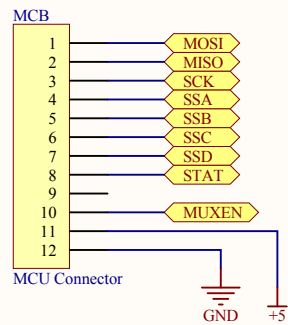 MCB
1 MOSI
2 MISO
3 SCK
4 SSA
5 SSB
6 SSC
7 SSD
8 STAT
9
10 MUXEN
11
12
MCU Connector
GND +5